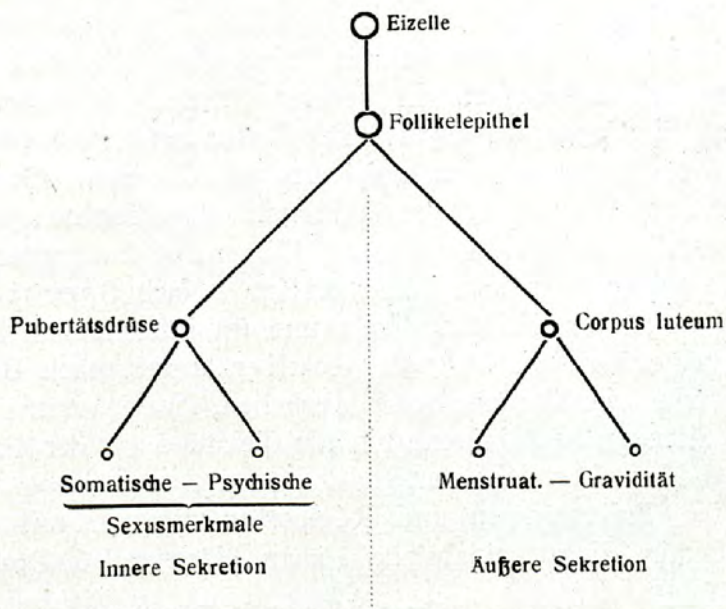 Eizelle
Follikelepithel
Pubertätsdrüse
Corpus luteum
Somatische — Psychische
Menstruat. — Gravidität
Sexusmerkmale
Innere Sekretion
Äußere Sekretion